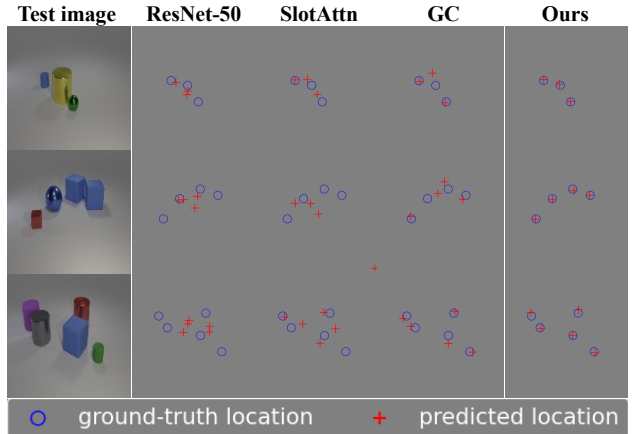 Test image ResNet-50 SlotAttn GC Ours
ground-truth location predicted location